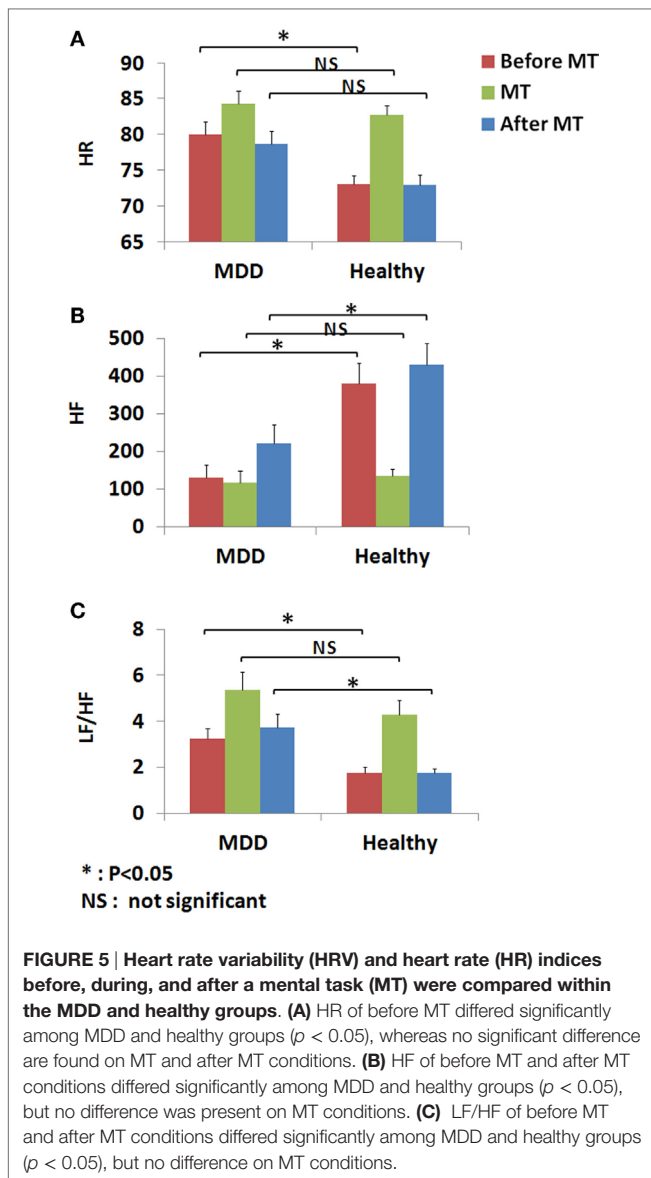 A
*
NS
NS
Before MT
MT
After MT
90
85
80
75
70
65
HR
MDD Healthy
B
*
NS
*
500
400
300
200
100
0
HF
MDD Healthy
C
*
NS
*
8
6
4
2
0
LF/HF
MDD Healthy
* : P<0.05
NS : not significant
FIGURE 5 | Heart rate variability (HRV) and heart rate (HR) indices
before, during, and after a mental task (MT) were compared within
the MDD and healthy groups. (A) HR of before MT differed significantly
among MDD and healthy groups (p < 0.05), whereas no significant difference
are found on MT and after MT conditions. (B) HF of before MT and after MT
conditions differed significantly among MDD and healthy groups (p < 0.05),
but no difference was present on MT conditions. (C) LF/HF of before MT
and after MT conditions differed significantly among MDD and healthy groups
(p < 0.05), but no difference on MT conditions.